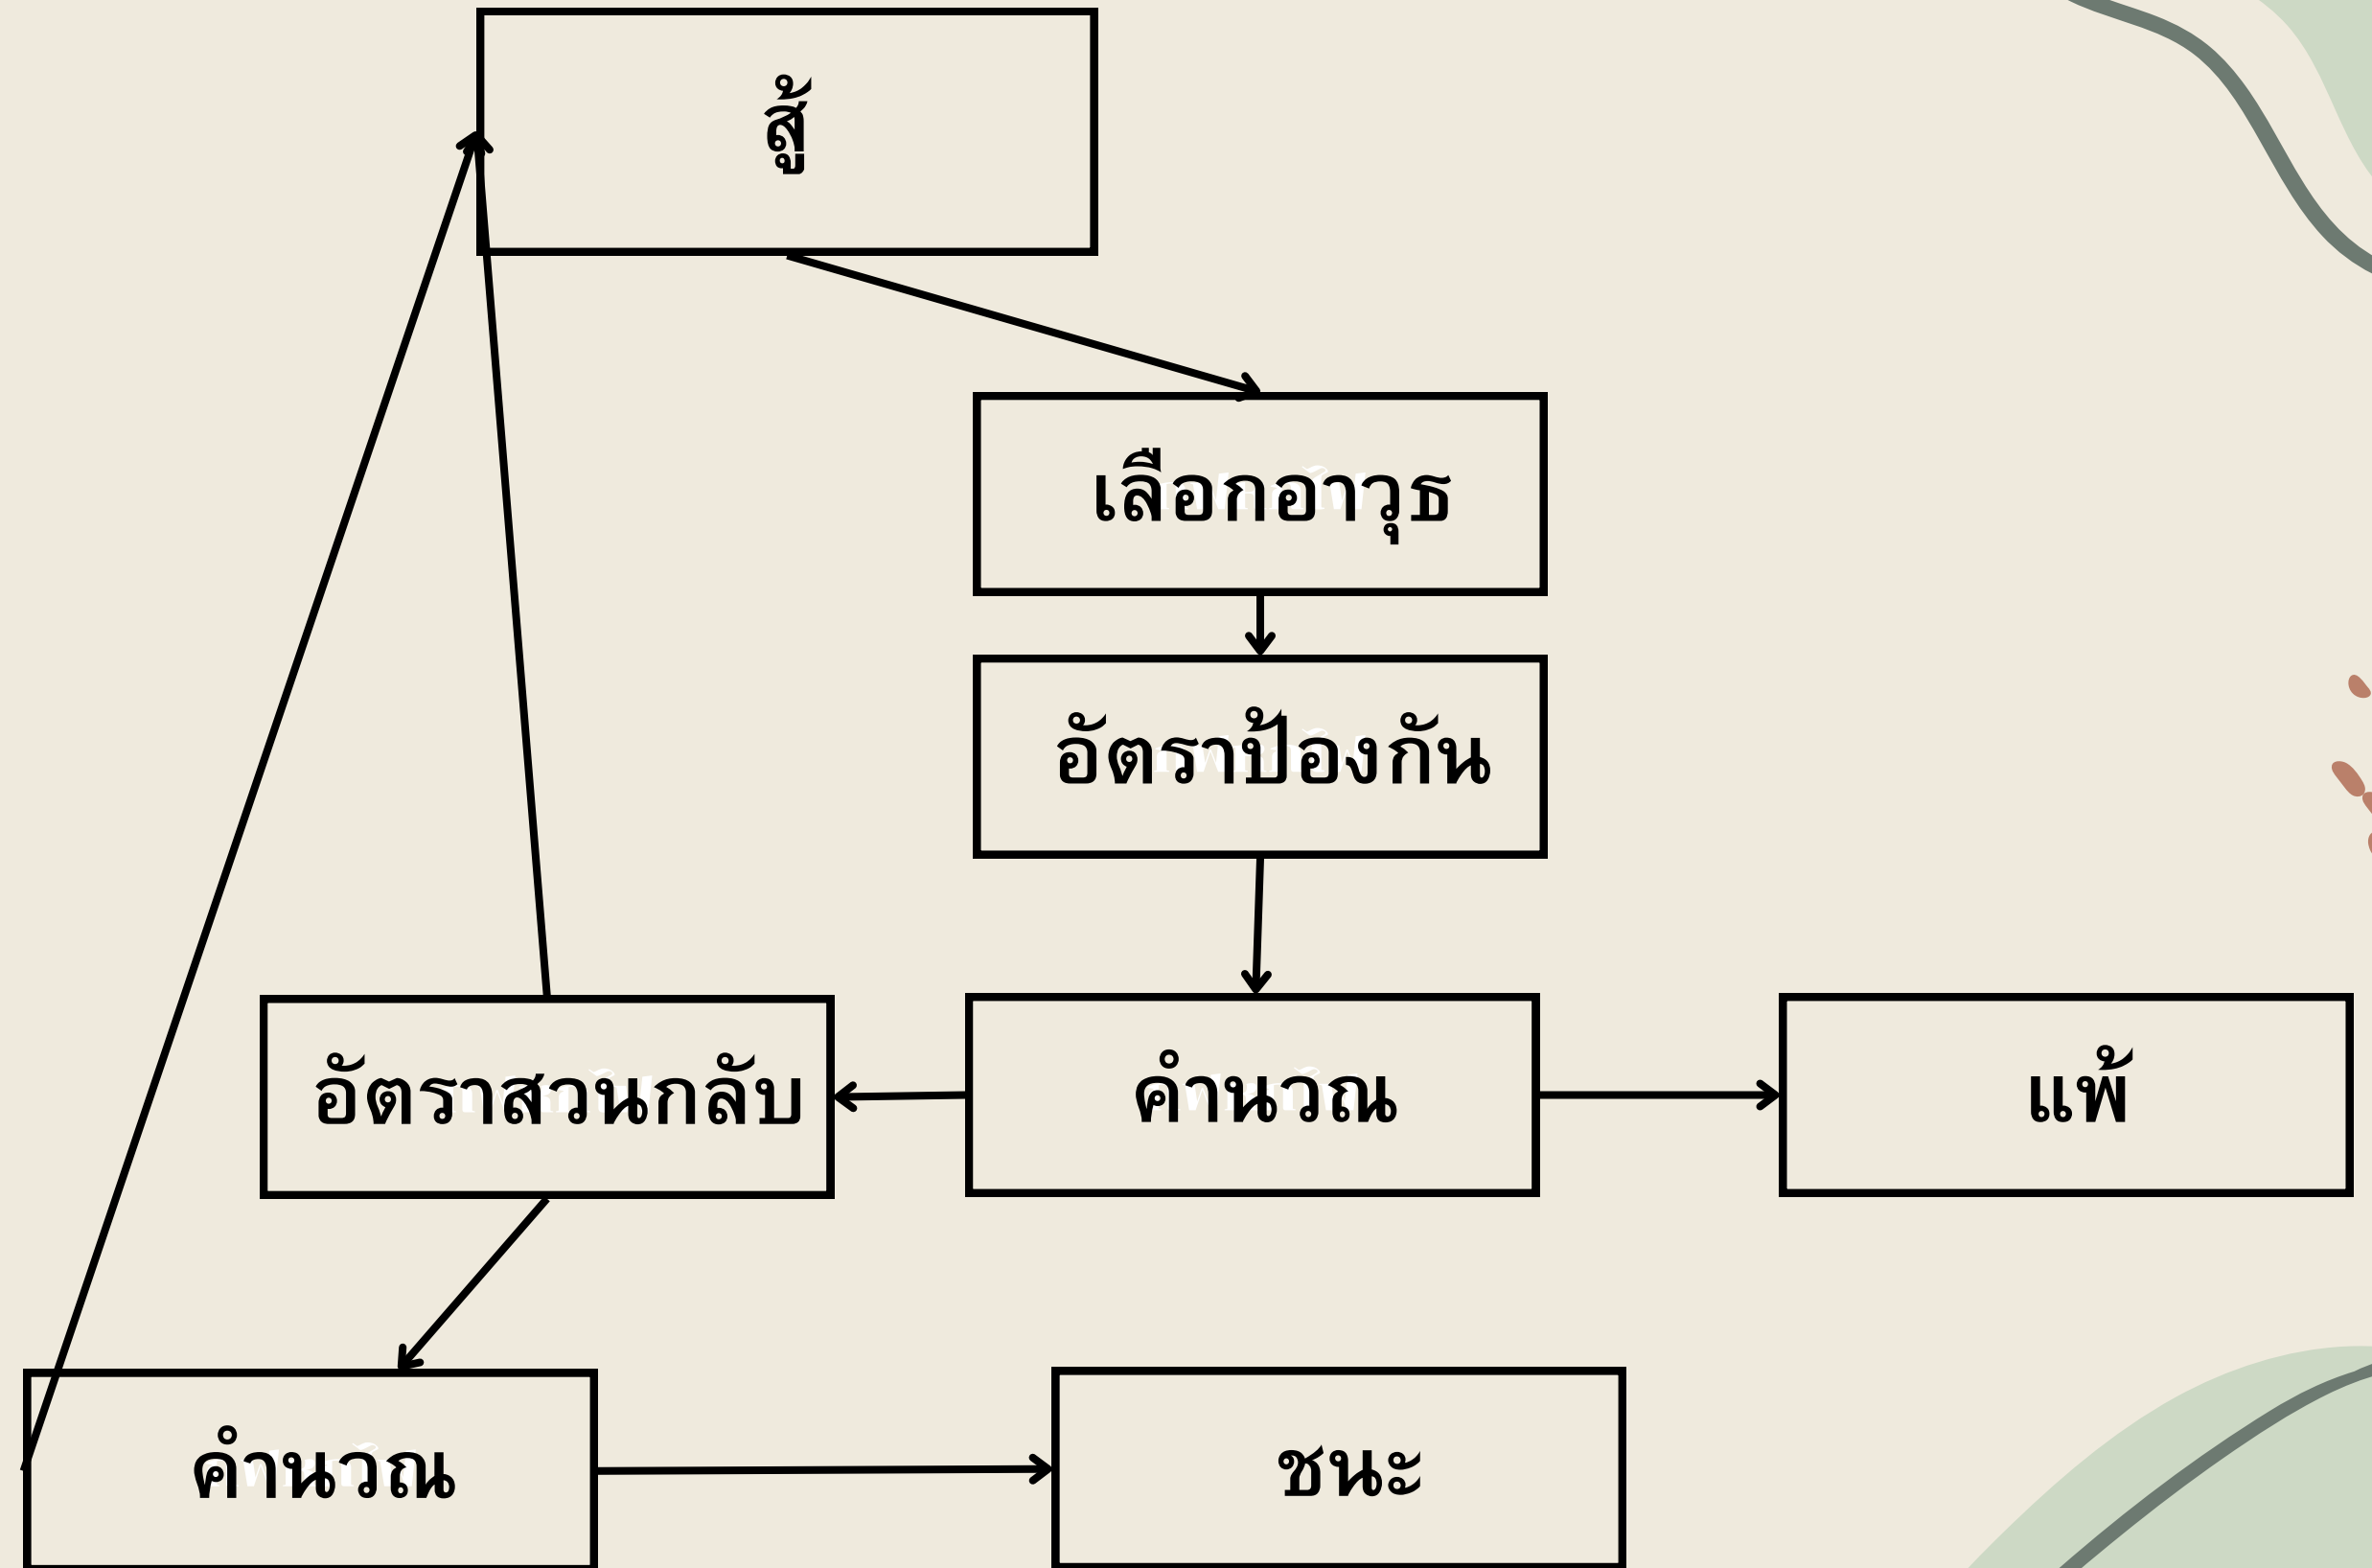 สู้
เลือกอาวุธ
อัตราป้องกัน
อัตราสวนกลับ
คำนวณ
แพ้
คำนวณ
ชนะ